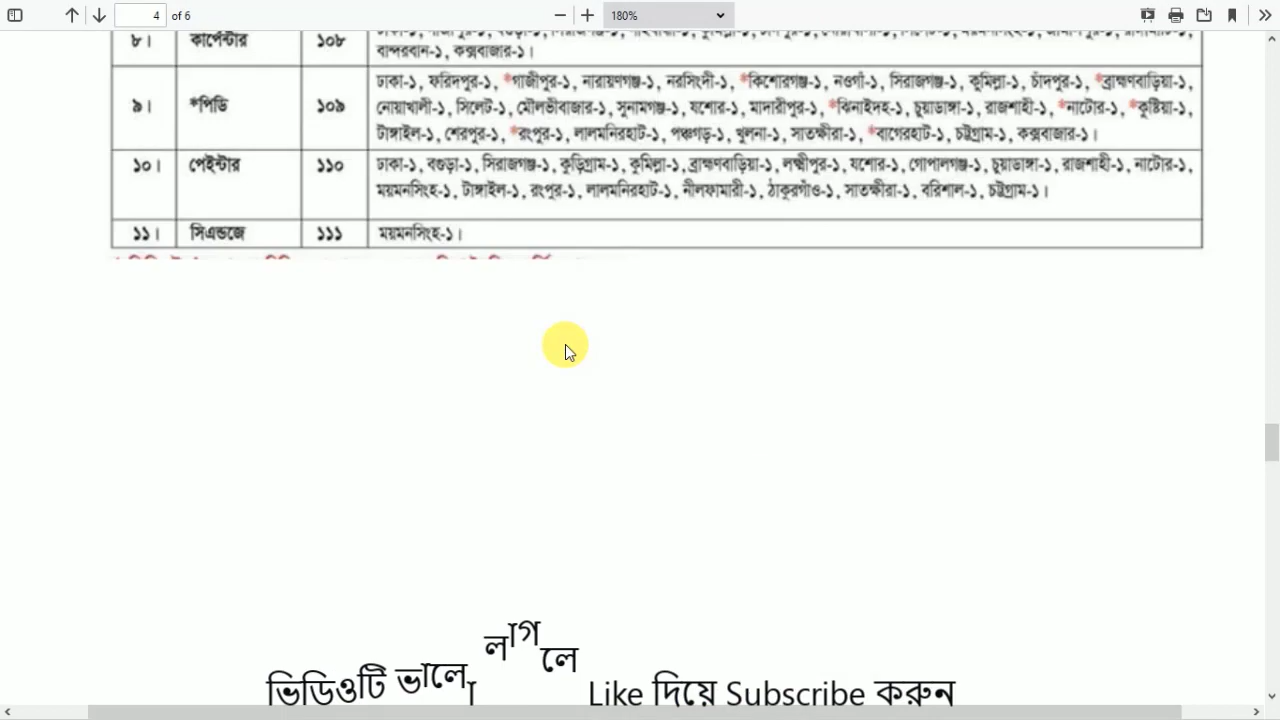 4 of 6 180%
৮। কার্পেন্টার ১০৮
বান্দরবান-১, কক্সবাজার-১।
৯। *পিডি ১০৯ ঢাকা-১, ফরিদপুর-১, *গাজীপুর-১, নারায়ণগঞ্জ-১, নরসিংদী-১, *কিশোরগঞ্জ-১, নওগাঁ-১, সিরাজগঞ্জ-১, কুমিল্লা-১, চাঁদপুর-১, *ব্রাহ্মণবাড়িয়া-১,
নোয়াখালী-১, সিলেট-১, মৌলভীবাজার-১, সুনামগঞ্জ-১, যশোর-১, মাদারীপুর-১, *ঝিনাইদহ-১, চুয়াডাঙ্গা-১, রাজশাহী-১, *নাটোর-১, *কুষ্টিয়া-১,
টাঙ্গাইল-১, শেরপুর-১, *রংপুর-১, লালমনিরহাট-১, পঞ্চগড়-১, খুলনা-১, সাতক্ষীরা-১, *বাগেরহাট-১, চট্টগ্রাম-১, কক্সবাজার-১।
১০। পেইন্টার ১১০ ঢাকা-১, বগুড়া-১, সিরাজগঞ্জ-১, কুড়িগ্রাম-১, কুমিল্লা-১, ব্রাহ্মণবাড়িয়া-১, লক্ষ্মীপুর-১, যশোর-১, গোপালগঞ্জ-১, চুয়াডাঙ্গা-১, রাজশাহী-১, নাটোর-১,
ময়মনসিংহ-১, টাঙ্গাইল-১, রংপুর-১, লালমনিরহাট-১, নীলফামারী-১, ঠাকুরগাঁও-১, সাতক্ষীরা-১, বরিশাল-১, চট্টগ্রাম-১।
১১। সিএন্ডজে ১১১ ময়মনসিংহ-১।
ভিডিওটি ভালো লাগলে Like দিয়ে Subscribe করুন